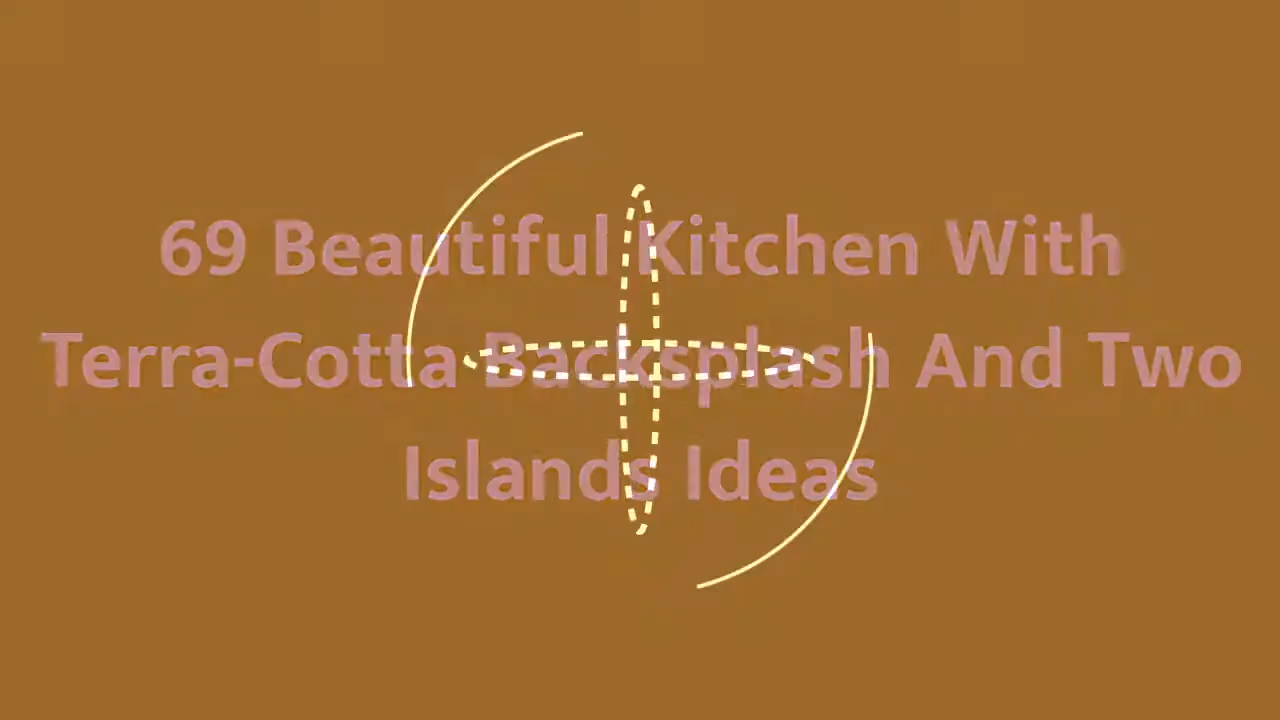 69 Beautiful Kitchen With
Terra-Cotta Backsplash And Two
Islands Ideas